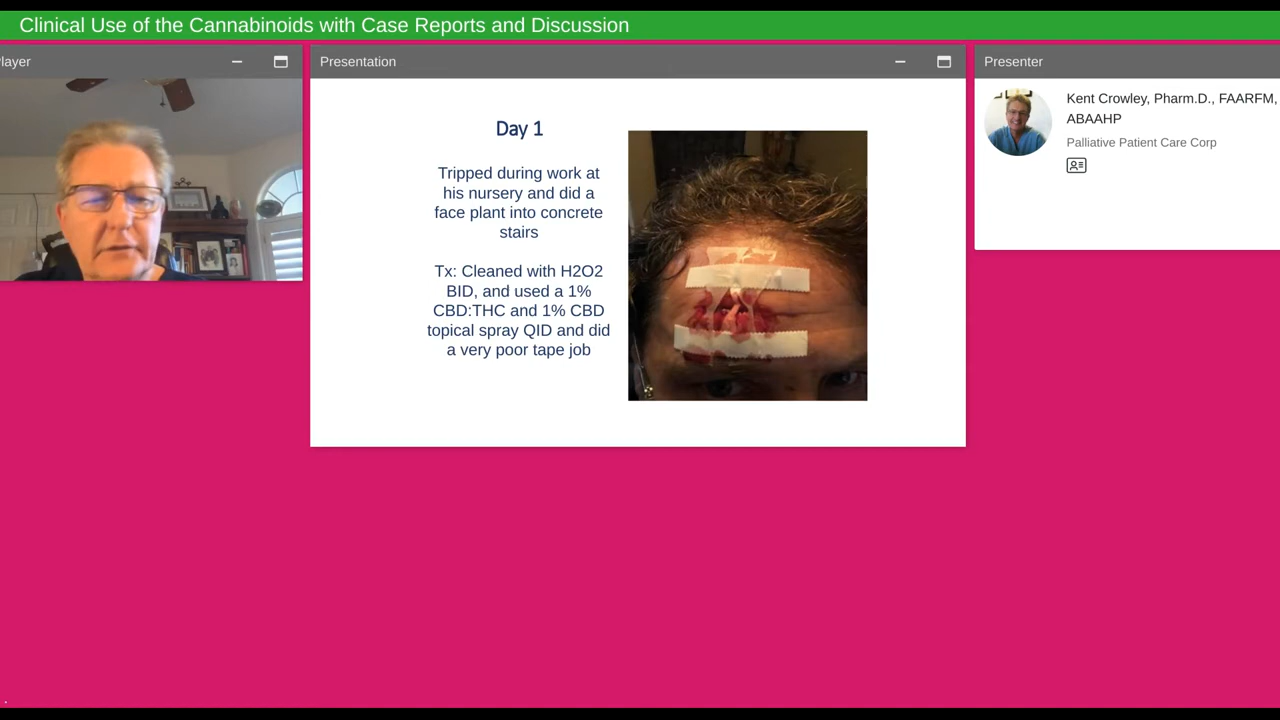 Clinical Use of the Cannabinoids with Case Reports and Discussion
layer
Presentation
Presenter
Day 1
Tripped during work at
his nursery and did a
face plant into concrete
stairs
Tx: Cleaned with H2O2
BID, and used a 1%
CBD:THC and 1% CBD
topical spray QID and did
a very poor tape job
Kent Crowley, Pharm.D., FAARFM,
ABAAHP
Palliative Patient Care Corp